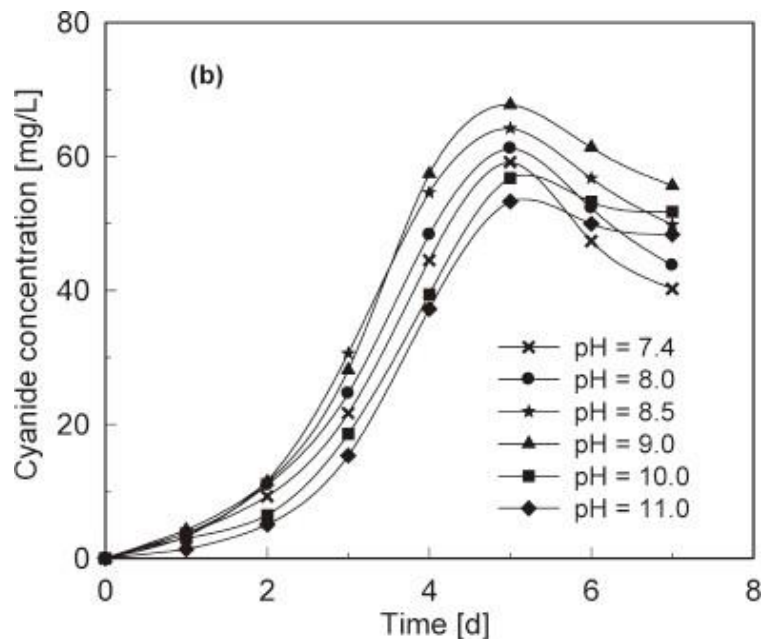 80
(b)
60
Cyanide concentration [mg/L]
40
pH = 7.4
pH = 8.0
pH = 8.5
20
pH = 9.0
pH = 10.0
pH = 11.0
0
0 2 4 6 8
Time [d]